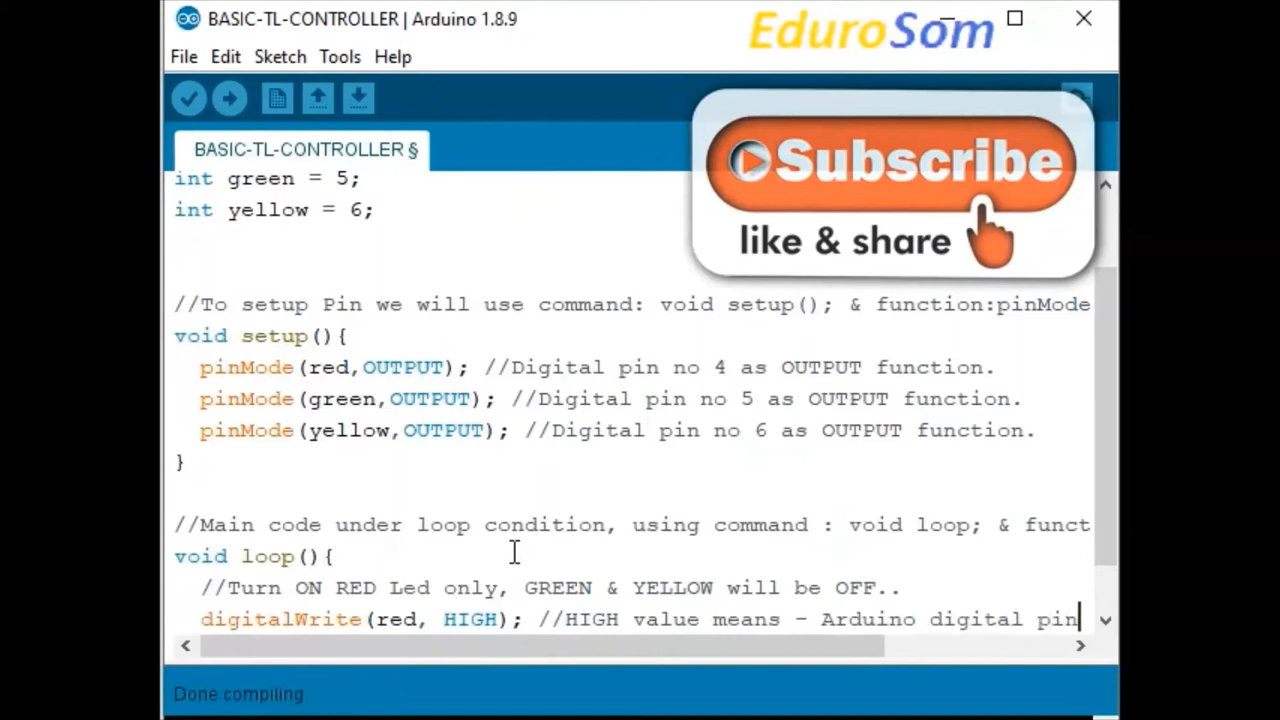 BASIC-TL-CONTROLLER | Arduino 1.8.9
EduroSom
File Edit Sketch Tools Help
BASIC-TL-CONTROLLER §
Subscribe
like & share
int green = 5;
int yellow = 6;
//To setup Pin we will use command: void setup(); & function:pinMode
void setup(){
pinMode(red,OUTPUT); //Digital pin no 4 as OUTPUT function.
pinMode(green,OUTPUT); //Digital pin no 5 as OUTPUT function.
pinMode(yellow,OUTPUT); //Digital pin no 6 as OUTPUT function.
}
//Main code under loop condition, using command : void loop; & funct
void loop(){
//Turn ON RED Led only, GREEN & YELLOW will be OFF..
digitalWrite(red, HIGH); //HIGH value means - Arduino digital pin
Done compiling.